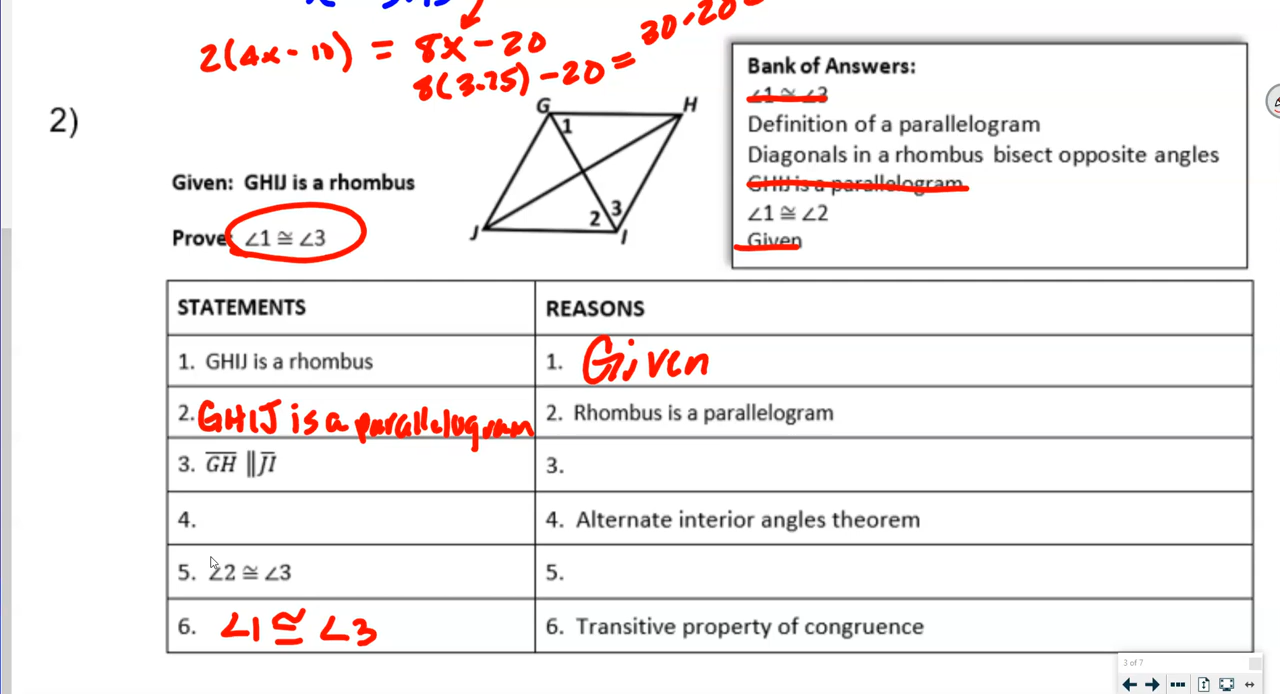 2(4x - 10) = 8x - 20
8(3.75) - 20 = 30 - 20
2)
Given: GHIJ is a rhombus
Prove: ∠1 ≅ ∠3
G
H
1
2
3
J
I
Bank of Answers:
∠1 ≅ ∠3
Definition of a parallelogram
Diagonals in a rhombus bisect opposite angles
GHIJ is a parallelogram
∠1 ≅ ∠2
Given
STATEMENTS REASONS
1. GHIJ is a rhombus 1. Given
2. GHIJ is a parallelogram 2. Rhombus is a parallelogram
3. G̅H̅ ∥ J̅I̅ 3.
4. 4. Alternate interior angles theorem
5. ∠2 ≅ ∠3 5.
6. ∠1 ≅ ∠3 6. Transitive property of congruence
3 of 7